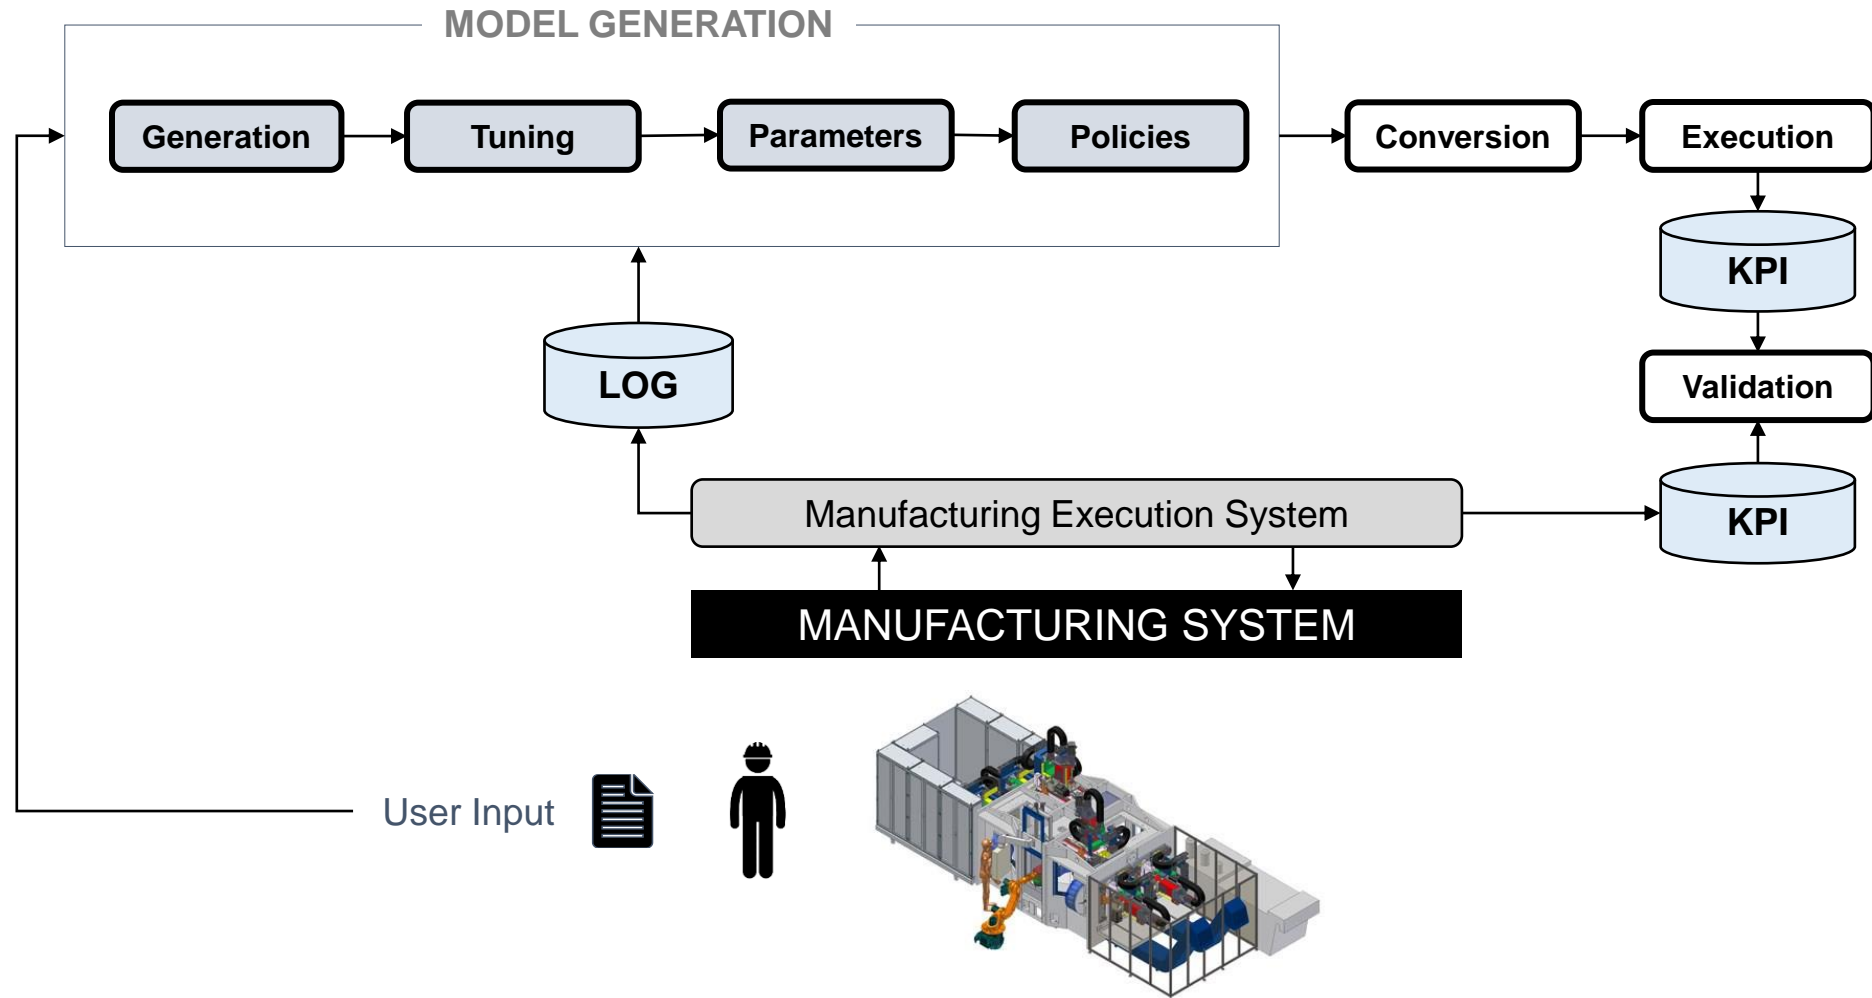 MODEL GENERATION
Generation
Tuning
Parameters
Policies
Conversion
Execution
KPI
LOG
Validation
Manufacturing Execution System
KPI
MANUFACTURING SYSTEM
User Input